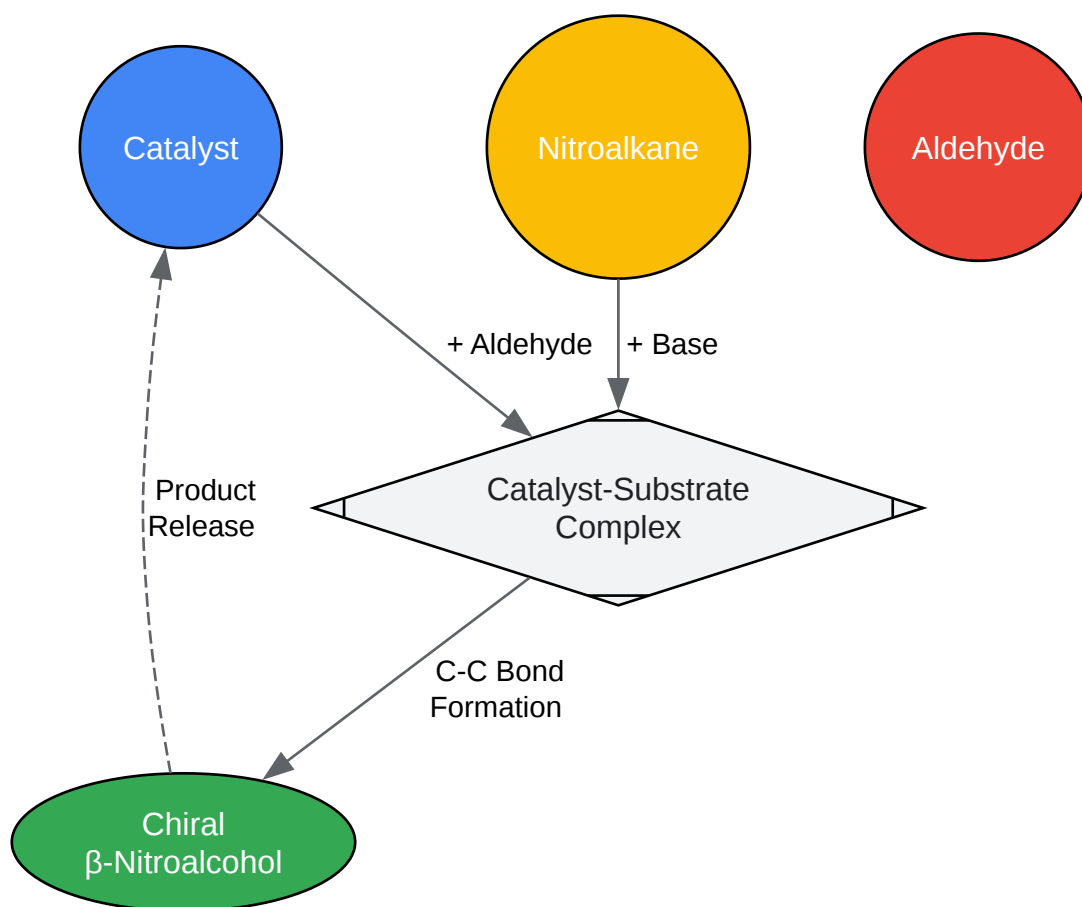 Catalyst
Nitroalkane
Aldehyde
+ Aldehyde
+ Base
Product
Release
Catalyst-Substrate
Complex
C-C Bond
Formation
Chiral
β-Nitroalcohol